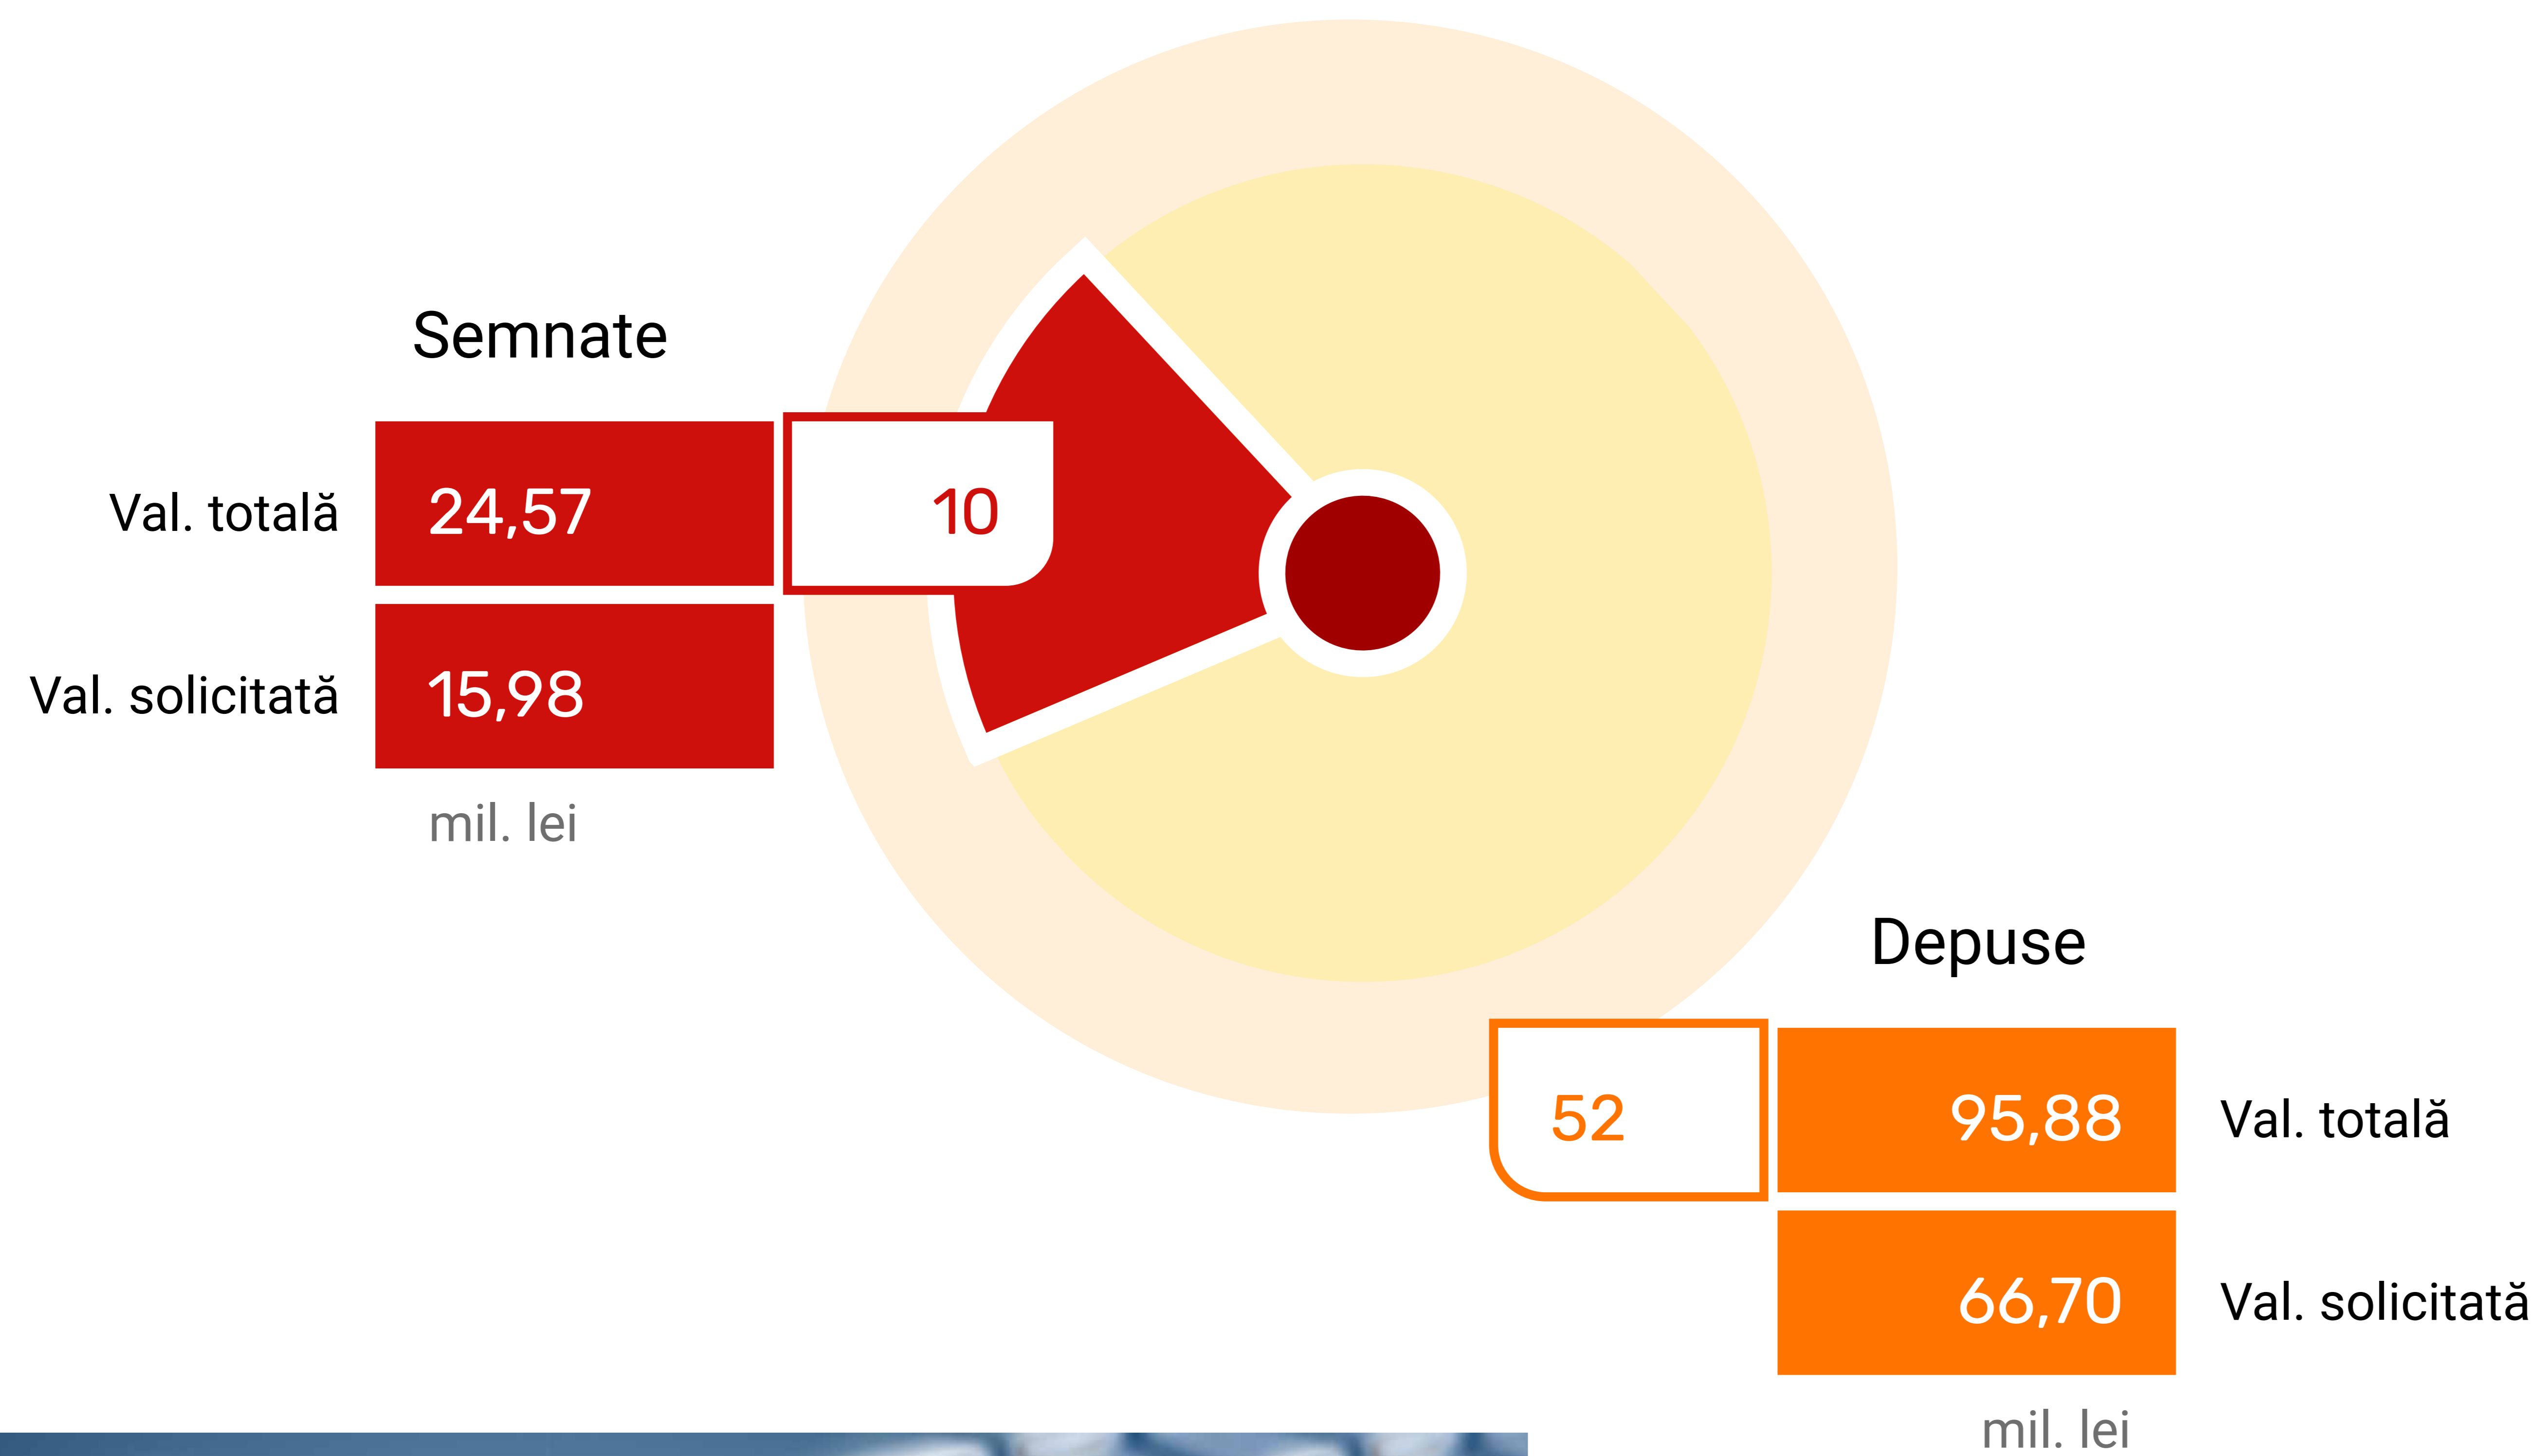 Semnate
Val. totală 24,57 10
Val. solicitată 15,98
mil. lei
Depuse
52 95,88 Val. totală
66,70 Val. solicitată
mil. lei